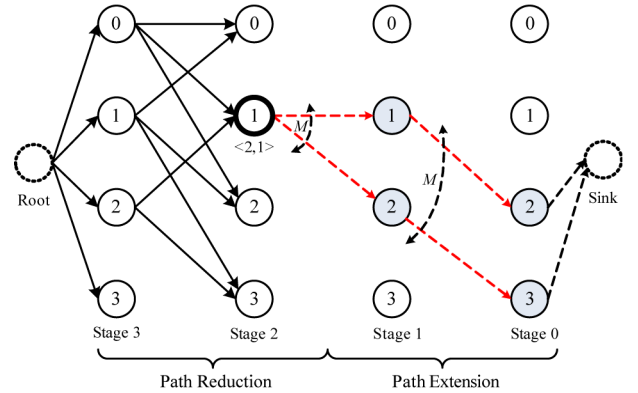 0 0 0 0
1 1 1 1
M
<2,1>
M
Root
2 2 2 2
Sink
3 3 3 3
Stage 3 Stage 2 Stage 1 Stage 0
Path Reduction Path Extension